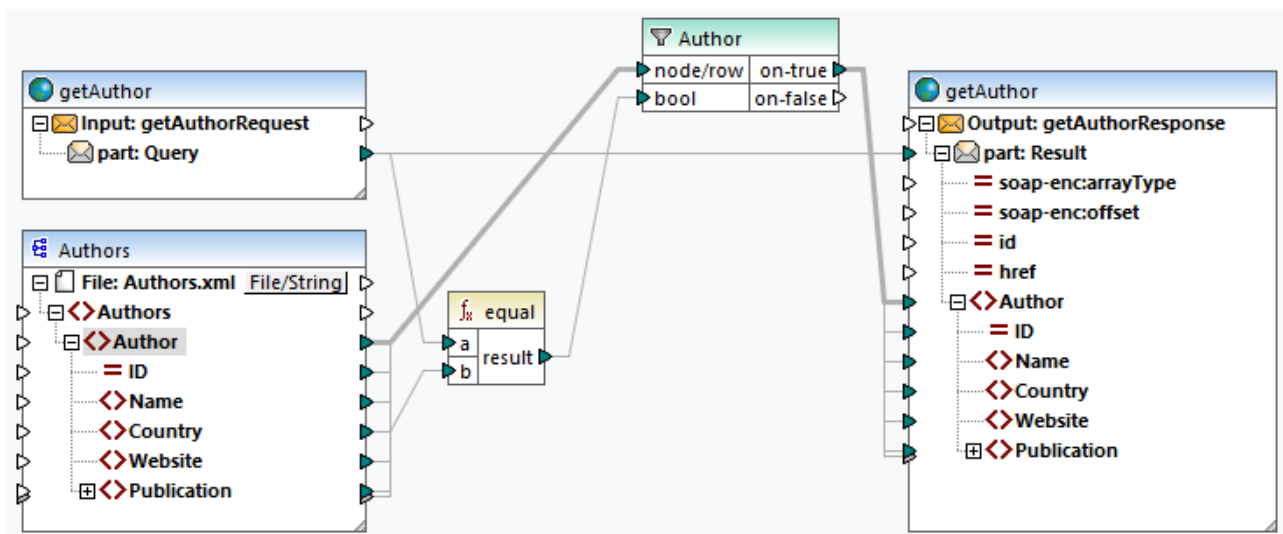 Author
node/row on-true
bool on-false
getAuthor
Input: getAuthorRequest
part: Query
Authors
File: Authors.xml File/String
Authors
Author
ID
Name
Country
Website
Publication
fx equal
a
result
b
getAuthor
Output: getAuthorResponse
part: Result
soap-enc:arrayType
soap-enc:offset
id
href
Author
ID
Name
Country
Website
Publication